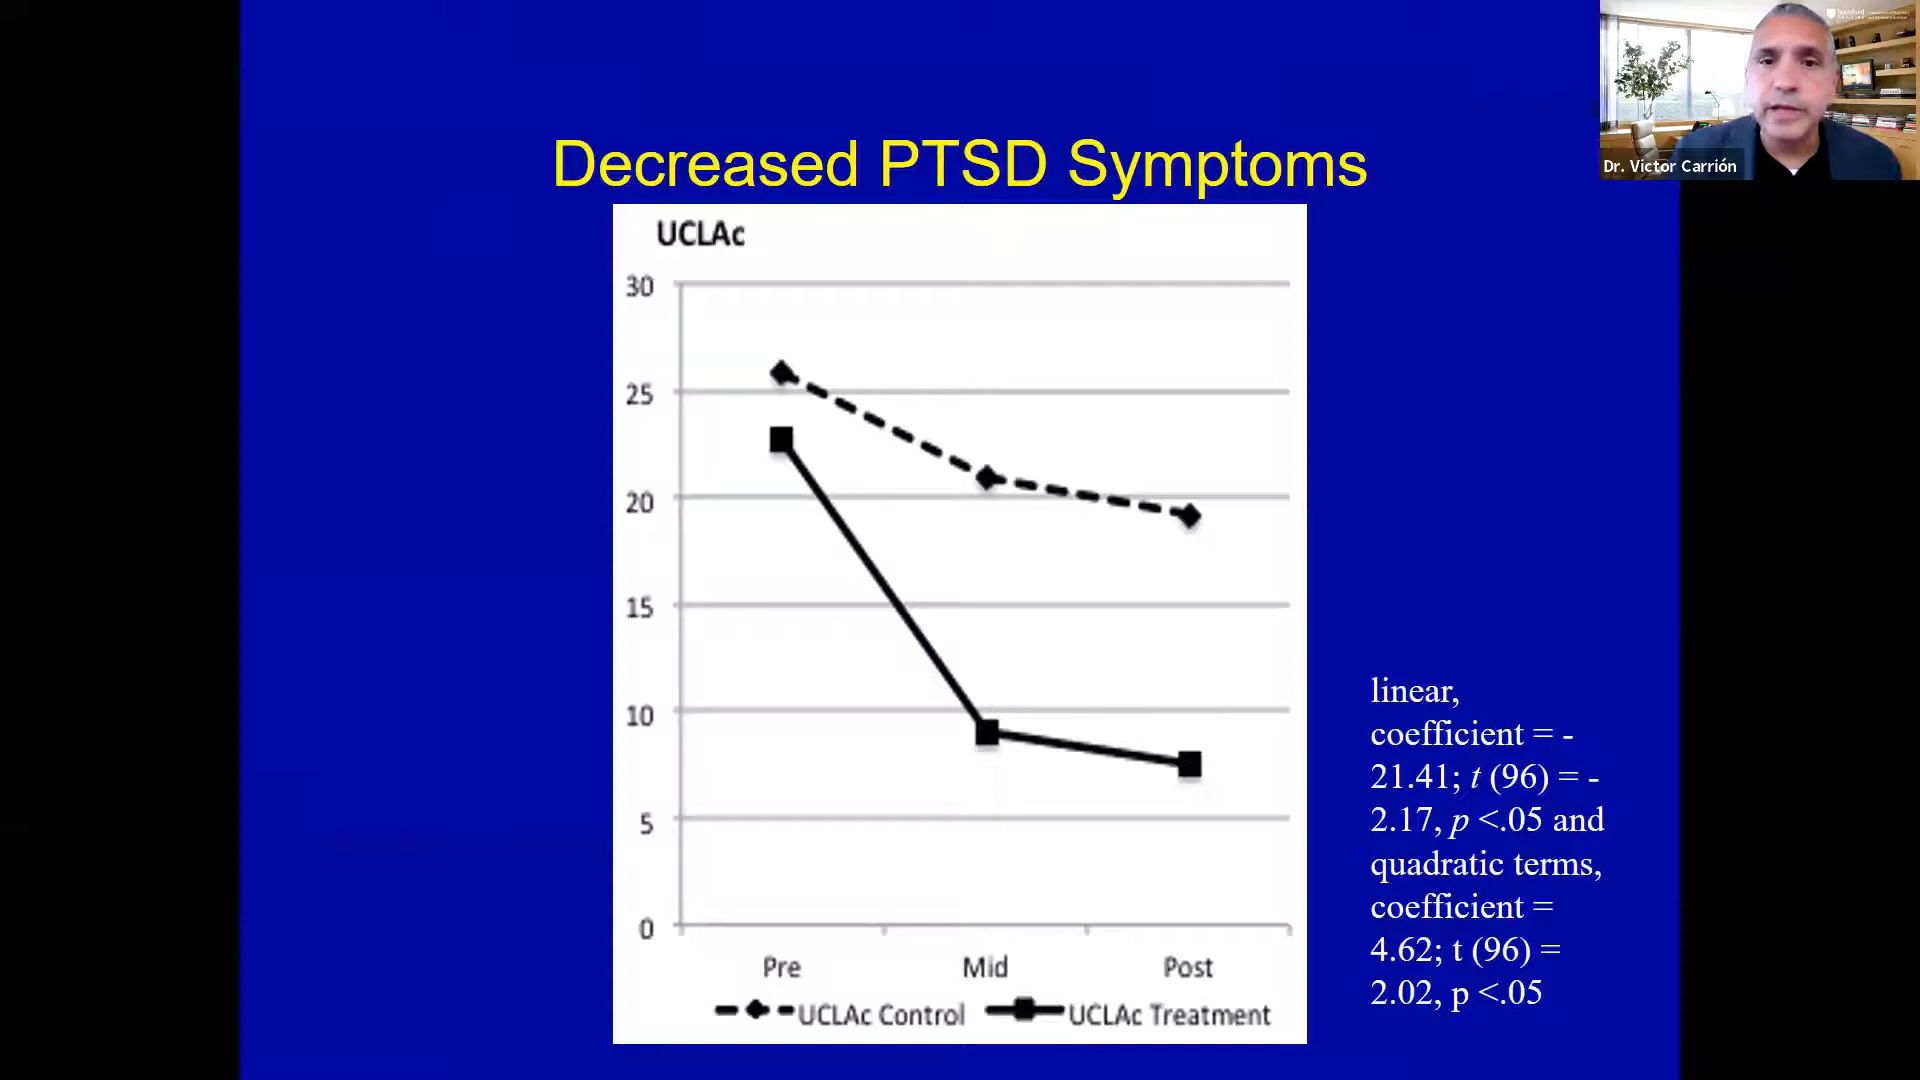 Decreased PTSD Symptoms
Stanford
Dr. Victor Carrión
UCLAc
30
25
20
15
10
5
0
Pre Mid Post
UCLAc Control UCLAc Treatment
linear,
coefficient = -
21.41; t (96) = -
2.17, p <.05 and
quadratic terms,
coefficient =
4.62; t (96) =
2.02, p <.05